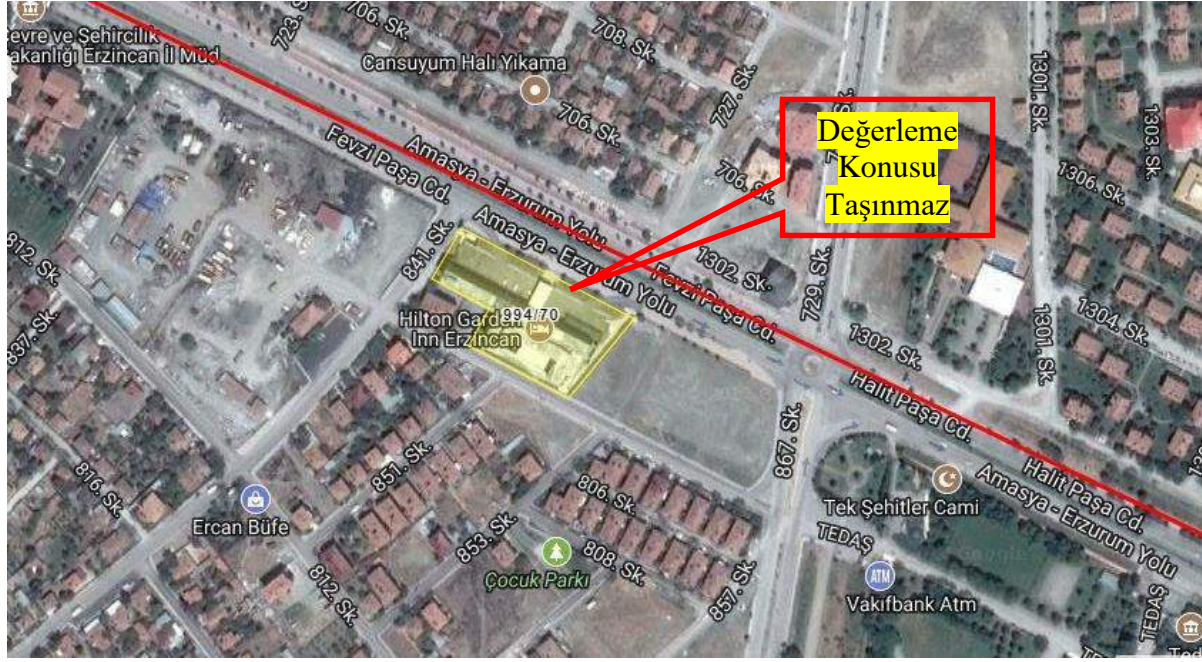 706. Sk.
723. S
708. Sk.
Çevre ve Şehircilik
Bakanlığı Erzincan İl Müd
Cansuyum Halı Yıkama
706. Sk.
727. Sk.
1301. Sk.
1303. Sk.
Değerleme
Konusu
Taşınmaz
Sk.
1306. Sk.
706. Sk.
Amasya - Erzurum Yolu
Fevzi Paşa Cd.
812. Sk.
841. Sk.
Amasya - Erzurum Yolu
Fevzi Paşa Cd.
1302. Sk.
729. Sk.
1304. Sk.
1301. Sk.
1302. Sk.
837. Sk.
994/70
Hilton Garden
Inn Erzincan
Halit Paşa Cd.
867. Sk.
851. Sk.
816. Sk.
806. Sk.
Ercan Büfe
Tek Şehitler Cami
Halit Paşa Cd.
Amasya - Erzurum Yolu
853. Sk.
808. Sk.
Çocuk Parkı
812. Sk.
857. Sk.
TEDAŞ
ATM
Vakıfbank Atm
TEDAŞ